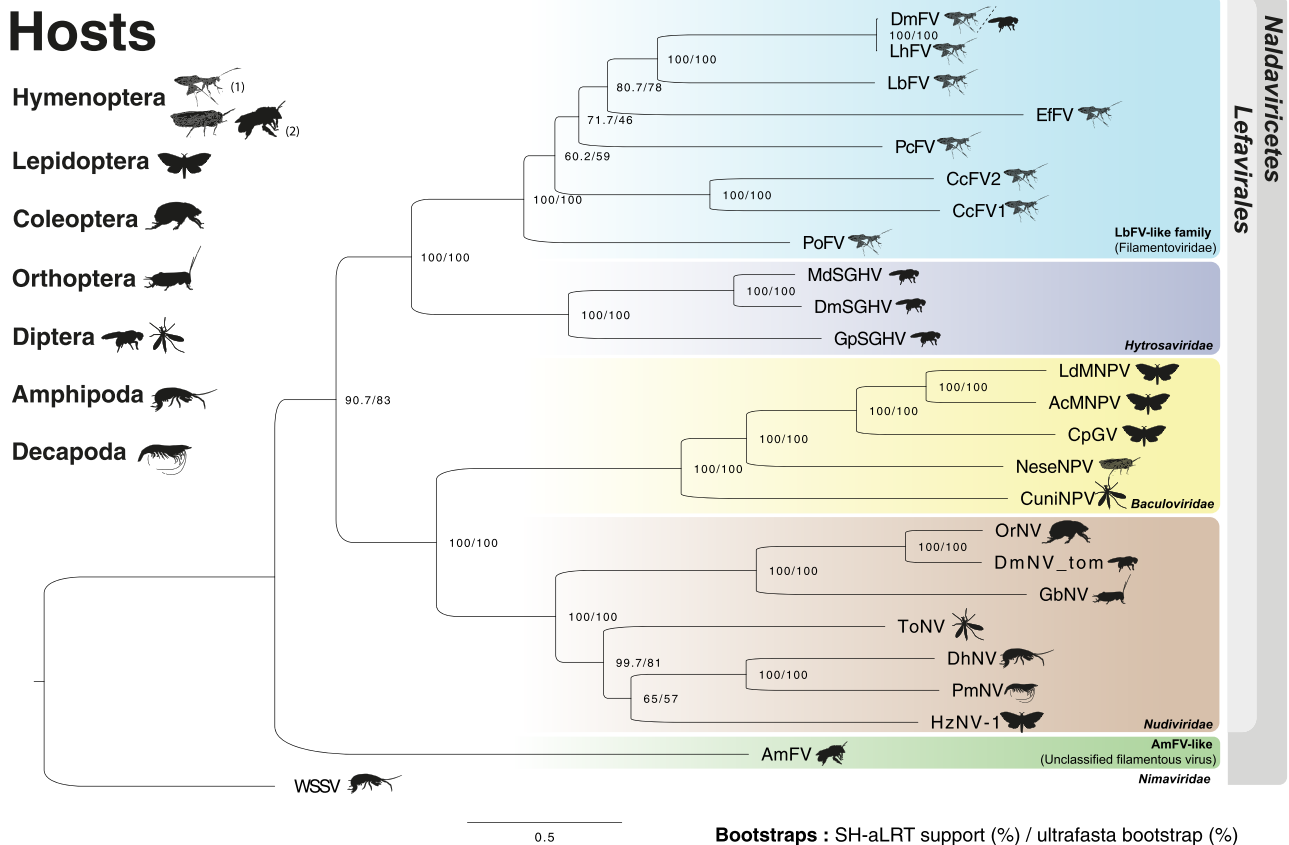 Hosts
Hymenoptera (1)
(2)
Lepidoptera
Coleoptera
Orthoptera
Diptera
Amphipoda
Decapoda
DmFV
100/100
LhFV
100/100
LbFV
80.7/78
EfFV
71.7/46
PcFV
60.2/59
CcFV2
100/100
CcFV1
100/100
PoFV
LbFV-like family
(Filamentoviridae)
100/100
MdSGHV
100/100
DmSGHV
100/100
GpSGHV
Hytrosaviridae
90.7/83
LdMNPV
100/100
AcMNPV
100/100
CpGV
100/100
NeseNPV
100/100
CuniNPV
Baculoviridae
100/100
OrNV
100/100
DmNV_tom
100/100
GbNV
100/100
ToNV
99.7/81
DhNV
100/100
PmNV
65/57
HzNV-1
Nudiviridae
AmFV
AmFV-like
(Unclassified filamentous virus)
WSSV
Nimaviridae
Lefavirales
Naldaviricetes
0.5
Bootstraps : SH-aLRT support (%) / ultrafasta bootstrap (%)